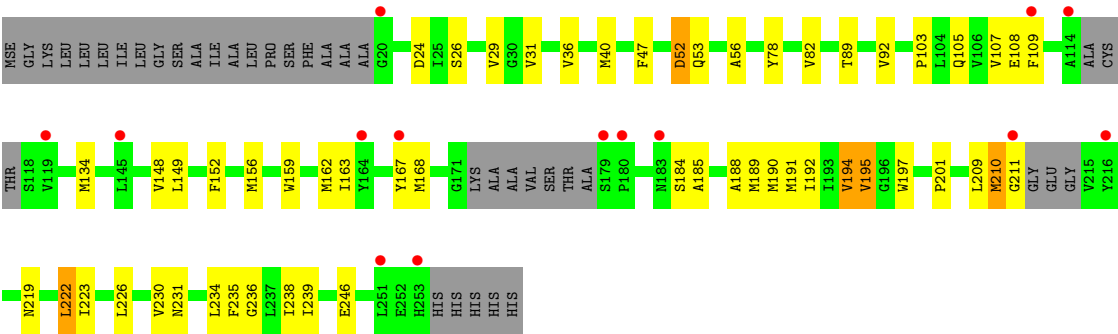 MSE GLY LYS LEU LEU LEU LEU ILE LEU GLY SER ALA ILE ALA LEU PRO SER PHE ALA ALA ALA G20 D24 I25 S26 V29 G30 V31 V36 M40 F47 D52 Q53 A56 Y78 V82 T89 V92 P103 L104 Q105 V106 V107 E108 F109 A114 ALA CYS
THR S118 V119 M134 L145 V148 L149 F152 M156 W159 M162 I163 Y164 Y167 M168 G171 LYS ALA ALA VAL SER THR ALA S179 P180 N183 S184 A185 A188 M189 M190 M191 I192 I193 V194 V195 G196 W197 P201 L209 M210 G211 GLY GLU GLY V215 Y216
N219 L222 I223 L226 V230 N231 L234 F235 G236 L237 I238 I239 E246 L251 E252 H253 HIS HIS HIS HIS HIS